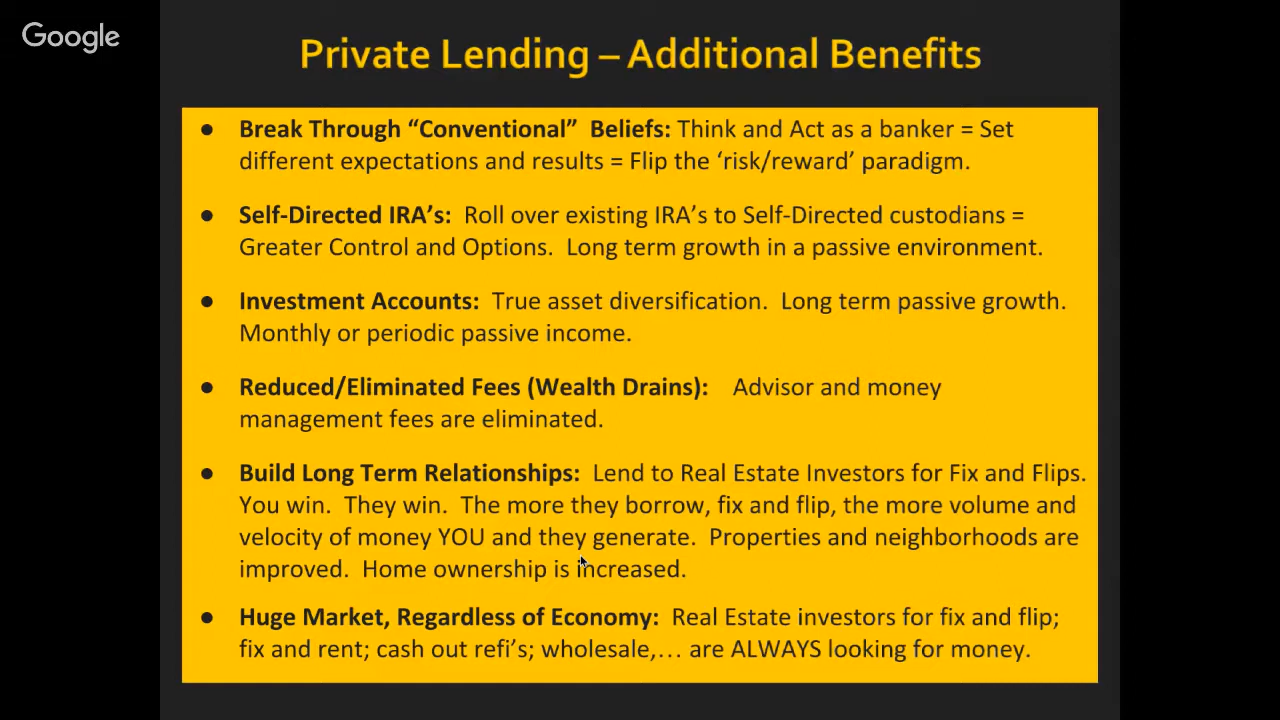 Google
Private Lending – Additional Benefits
● Break Through “Conventional”  Beliefs: Think and Act as a banker = Set
different expectations and results = Flip the ‘risk/reward’ paradigm.
● Self-Directed IRA’s:  Roll over existing IRA’s to Self-Directed custodians =
Greater Control and Options.  Long term growth in a passive environment.
● Investment Accounts:  True asset diversification.  Long term passive growth.
Monthly or periodic passive income.
● Reduced/Eliminated Fees (Wealth Drains):    Advisor and money
management fees are eliminated.
● Build Long Term Relationships:  Lend to Real Estate Investors for Fix and Flips.
You win.  They win.  The more they borrow, fix and flip, the more volume and
velocity of money YOU and they generate.  Properties and neighborhoods are
improved.  Home ownership is increased.
● Huge Market, Regardless of Economy:  Real Estate investors for fix and flip;
fix and rent; cash out refi’s; wholesale,… are ALWAYS looking for money.